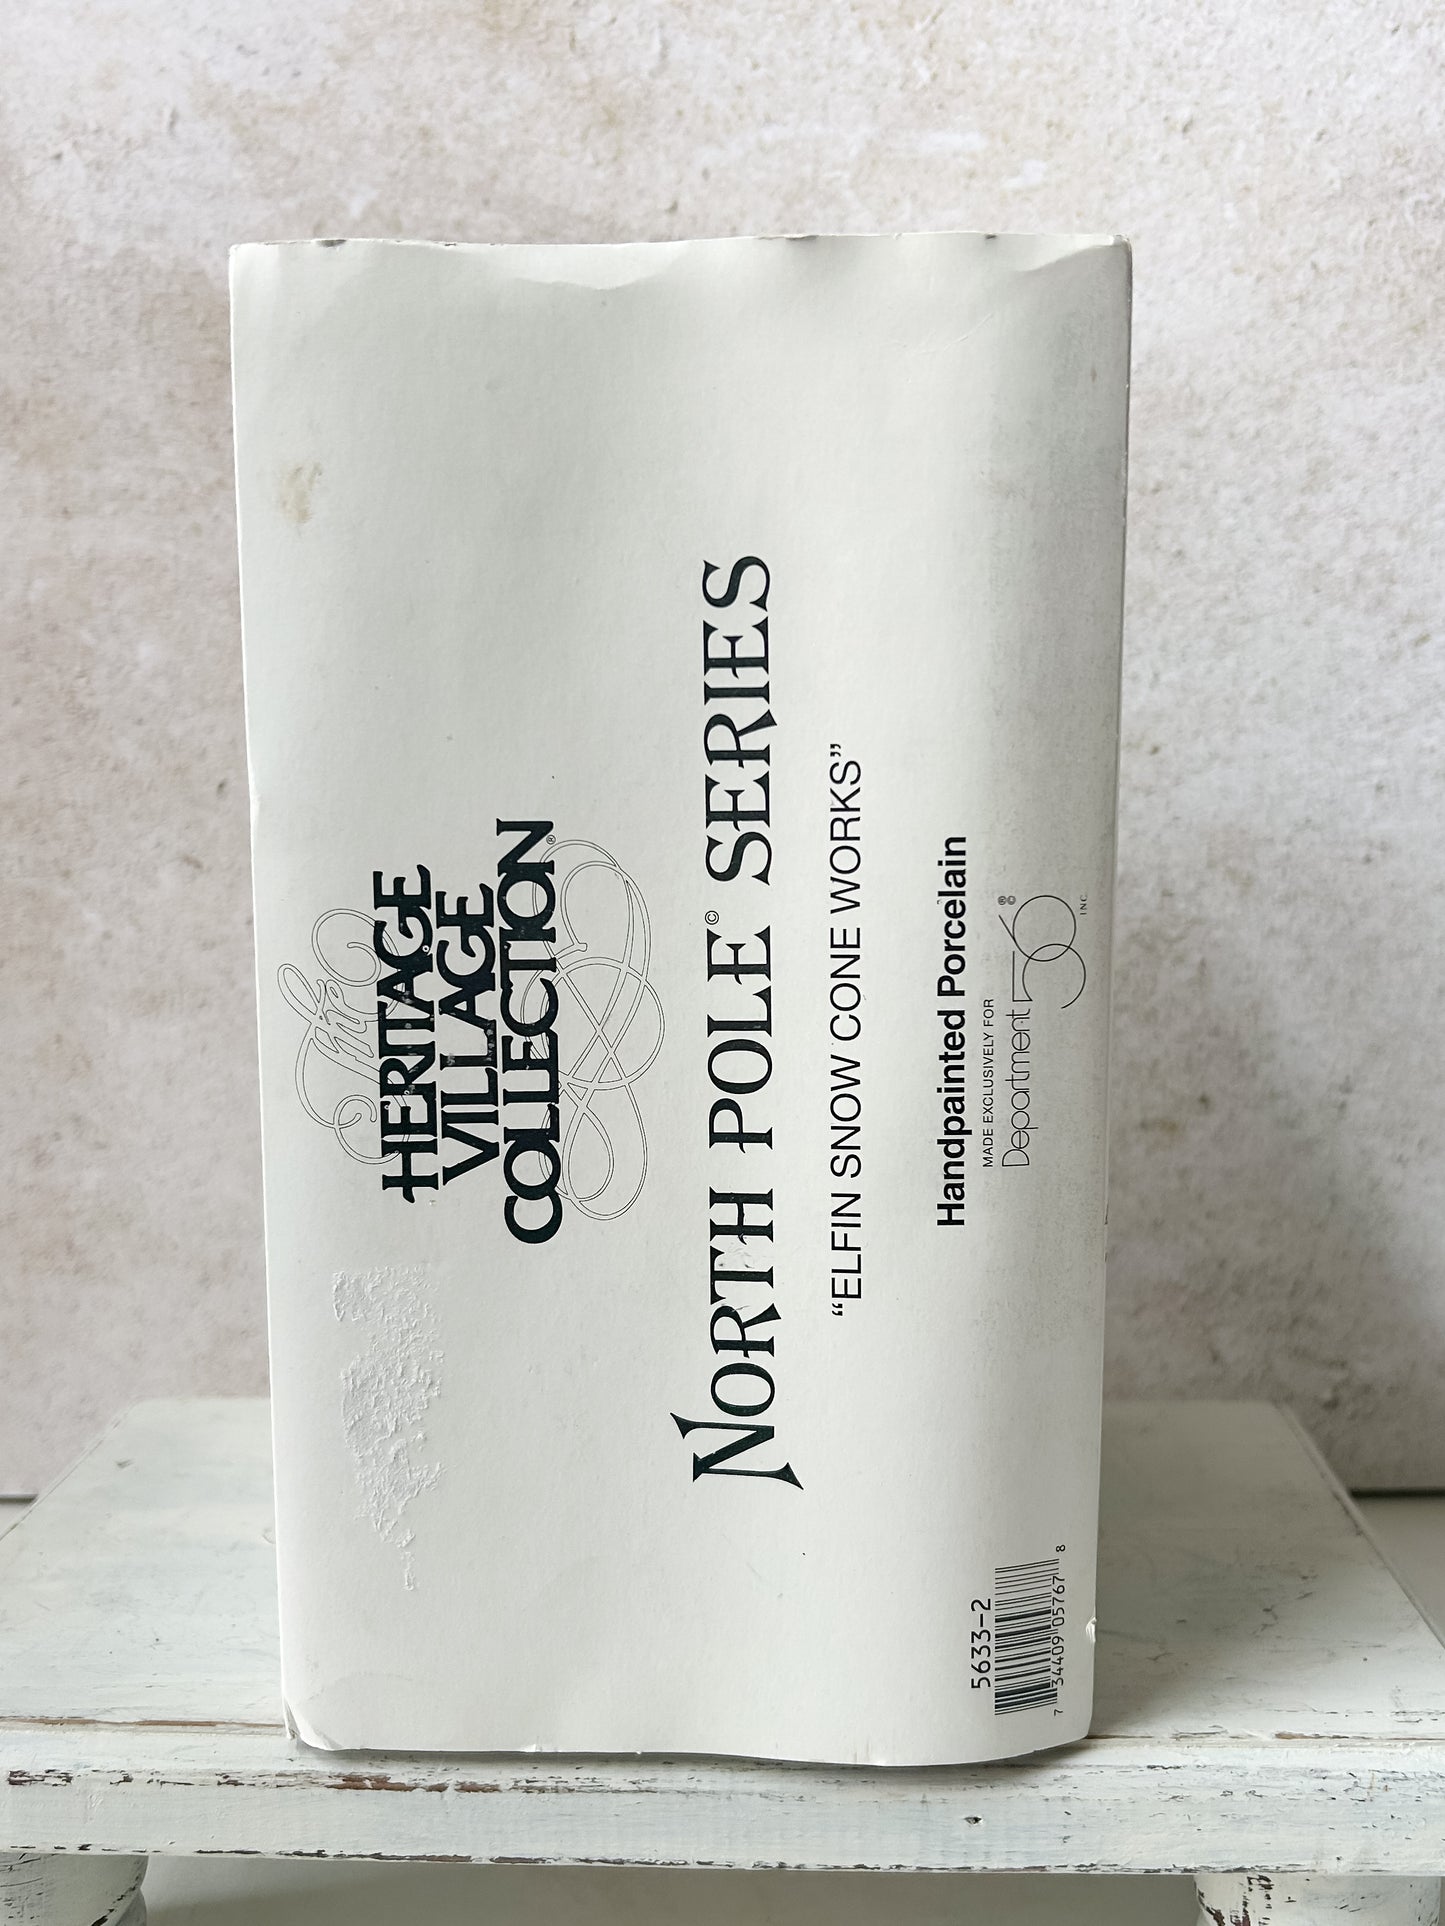 The
HERITAGE
VILLAGE
COLLECTION®
NORTH POLE© SERIES
“ELFIN SNOW CONE WORKS”
Handpainted Porcelain
MADE EXCLUSIVELY FOR
Department 56®©
INC
5633-2
7 34409 05767 8